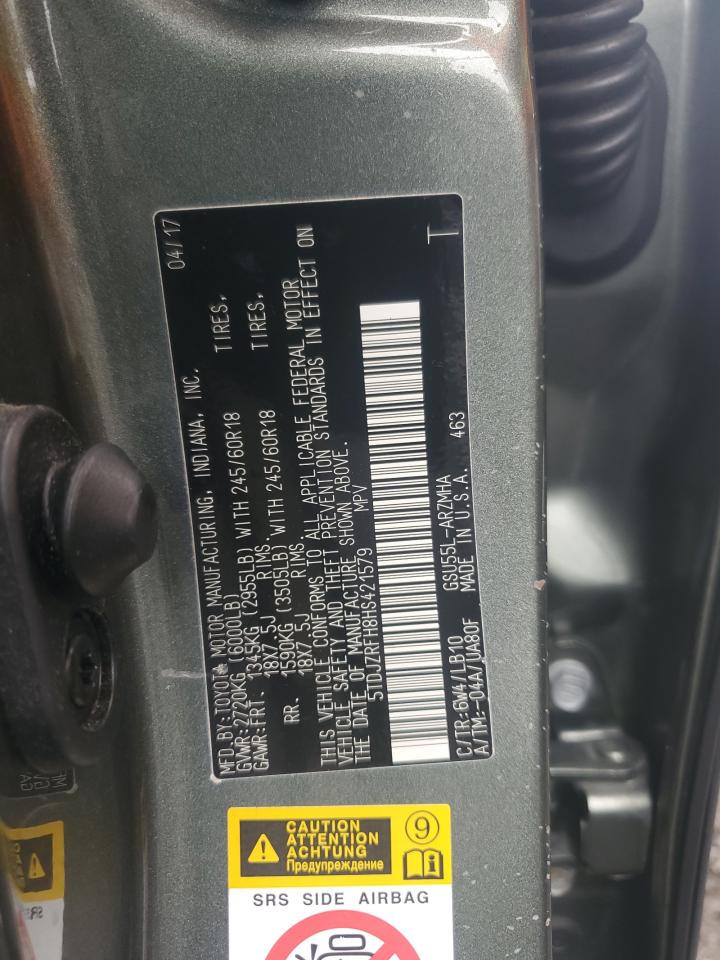 04/17
MFD.BY:TOYOTA MOTOR MANUFACTURING, INDIANA, INC.
GVWR:2720KG (6000LB)
GAWR:FRT. 1345KG (2955LB) WITH 245/60R18 TIRES,
18X7.5J RIMS
RR. 1590KG (3505LB) WITH 245/60R18 TIRES,
18X7.5J RIMS.
THIS VEHICLE CONFORMS TO ALL APPLICABLE FEDERAL MOTOR
VEHICLE SAFETY AND THEFT PREVENTION STANDARDS IN EFFECT ON
THE DATE OF MANUFACTURE SHOWN ABOVE.
5TDJZRFH8HS421579 MPV
T
C/TR:6W4/LB10 GSU55L-ARZMHA
A/TM:-04A/UA80F MADE IN U.S.A. 463
CAUTION
ATTENTION
ACHTUNG
Предупреждение
9
SRS SIDE AIRBAG